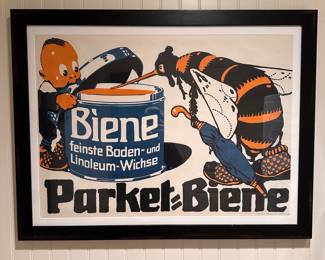 Biene
feinste Boden- und
Linoleum-Wichse
Parket=Biene